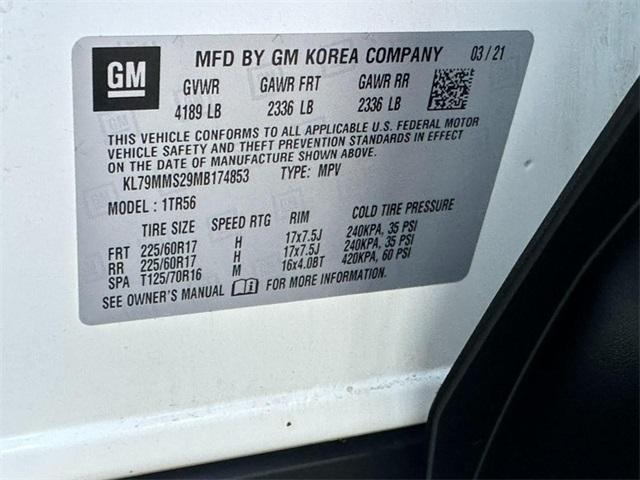 GM
MFD BY GM KOREA COMPANY 03/21
GVWR GAWR FRT GAWR RR
4189 LB 2336 LB 2336 LB
THIS VEHICLE CONFORMS TO ALL APPLICABLE U.S. FEDERAL MOTOR
VEHICLE SAFETY AND THEFT PREVENTION STANDARDS IN EFFECT
ON THE DATE OF MANUFACTURE SHOWN ABOVE.
KL79MMS29MB174853 TYPE: MPV
MODEL : 1TR56
TIRE SIZE SPEED RTG RIM COLD TIRE PRESSURE
FRT 225/60R17 H 17x7.5J 240KPA, 35 PSI
RR 225/60R17 H 17x7.5J 240KPA, 35 PSI
SPA T125/70R16 M 16x4.0BT 420KPA, 60 PSI
SEE OWNER'S MANUAL FOR MORE INFORMATION.